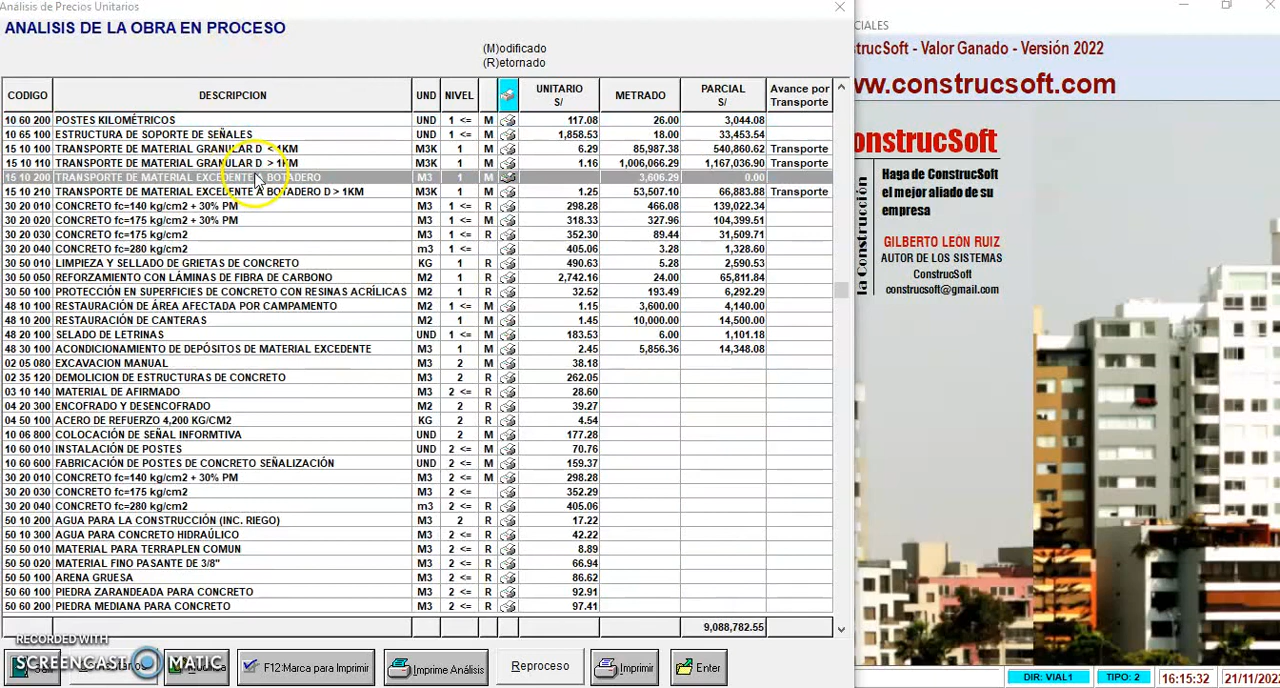 Análisis de Precios Unitarios
ANALISIS DE LA OBRA EN PROCESO
(M)odificado
(R)etornado
CODIGO DESCRIPCION UND NIVEL UNITARIO S/ METRADO PARCIAL S/ Avance por Transporte
10 60 200 POSTES KILOMÉTRICOS UND 1 <= M 117.08 26.00 3,044.08
10 65 100 ESTRUCTURA DE SOPORTE DE SEÑALES UND 1 <= M 1,858.53 18.00 33,453.54
15 10 100 TRANSPORTE DE MATERIAL GRANULAR D < 1KM M3K 1 M 6.29 85,987.38 540,860.62 Transporte
15 10 110 TRANSPORTE DE MATERIAL GRANULAR D > 1KM M3K 1 M 1.16 1,006,066.29 1,167,036.90 Transporte
15 10 200 TRANSPORTE DE MATERIAL EXCEDENTE A BOTADERO M3 1 M 3,606.29 0.00
15 10 210 TRANSPORTE DE MATERIAL EXCEDENTE A BOTADERO D > 1KM M3K 1 M 1.25 53,507.10 66,883.88 Transporte
30 20 010 CONCRETO fc=140 kg/cm2 + 30% PM M3 1 <= M 298.28 466.08 139,022.34
30 20 020 CONCRETO fc=175 kg/cm2 + 30% PM M3 1 <= M 318.33 327.96 104,399.51
30 20 030 CONCRETO fc=175 kg/cm2 M3 1 <= R 352.30 89.44 31,509.71
30 20 040 CONCRETO fc=280 kg/cm2 m3 1 <= 405.06 3.28 1,328.60
30 50 010 LIMPIEZA Y SELLADO DE GRIETAS DE CONCRETO KG 1 R 490.63 5.28 2,590.53
30 50 050 REFORZAMIENTO CON LÁMINAS DE FIBRA DE CARBONO M2 1 R 2,742.16 24.00 65,811.84
30 50 100 PROTECCIÓN EN SUPERFICIES DE CONCRETO CON RESINAS ACRÍLICAS M2 1 R 32.52 193.49 6,292.29
48 10 100 RESTAURACIÓN DE ÁREA AFECTADA POR CAMPAMENTO M2 1 <= M 1.15 3,600.00 4,140.00
48 10 200 RESTAURACIÓN DE CANTERAS M2 1 R 1.45 10,000.00 14,500.00
48 20 100 SELADO DE LETRINAS UND 1 <= R 183.53 6.00 1,101.18
48 30 100 ACONDICIONAMIENTO DE DEPÓSITOS DE MATERIAL EXCEDENTE M3 1 R 2.45 5,856.36 14,348.08
02 05 080 EXCAVACION MANUAL M3 2 M 38.18
02 35 120 DEMOLICION DE ESTRUCTURAS DE CONCRETO M3 2 R 262.05
03 10 140 MATERIAL DE AFIRMADO M3 2 <= R 28.60
04 20 300 ENCOFRADO Y DESENCOFRADO M2 2 R 39.27
04 50 100 ACERO DE REFUERZO 4,200 KG/CM2 KG 2 R 4.54
10 06 800 COLOCACIÓN DE SEÑAL INFORMTIVA UND 2 M 177.28
10 60 010 INSTALACIÓN DE POSTES UND 2 <= M 70.76
10 60 600 FABRICACIÓN DE POSTES DE CONCRETO SEÑALIZACIÓN UND 2 <= M 159.37
30 20 010 CONCRETO fc=140 kg/cm2 + 30% PM M3 2 <= M 298.28
30 20 030 CONCRETO fc=175 kg/cm2 M3 2 <= 352.29
30 20 040 CONCRETO fc=280 kg/cm2 m3 2 <= R 405.06
50 10 200 AGUA PARA LA CONSTRUCCIÓN (INC. RIEGO) M3 2 R 17.22
50 10 300 AGUA PARA CONCRETO HIDRAÚLICO M3 2 <= R 42.22
50 50 010 MATERIAL PARA TERRAPLEN COMUN M3 2 <= R 8.89
50 50 020 MATERIAL FINO PASANTE DE 3/8" M3 2 <= R 66.94
50 50 100 ARENA GRUESA M3 2 <= R 86.62
50 60 100 PIEDRA ZARANDEADA PARA CONCRETO M3 2 <= R 92.91
50 60 200 PIEDRA MEDIANA PARA CONCRETO M3 2 <= R 97.41
9,088,782.55
F12:Marca para Imprimir Imprime Análisis Reproceso Imprimir Enter
RECORDED WITH
SCREENCAST MATIC
CIALES
trucSoft - Valor Ganado - Versión 2022
ww.construcsoft.com
onstrucSoft
la Construcción
Haga de ConstrucSoft
el mejor aliado de su
empresa
GILBERTO LEÓN RUIZ
AUTOR DE LOS SISTEMAS
ConstrucSoft
construcsoft@gmail.com
DIR: VIAL1 TIPO: 2 16:15:32 21/11/202